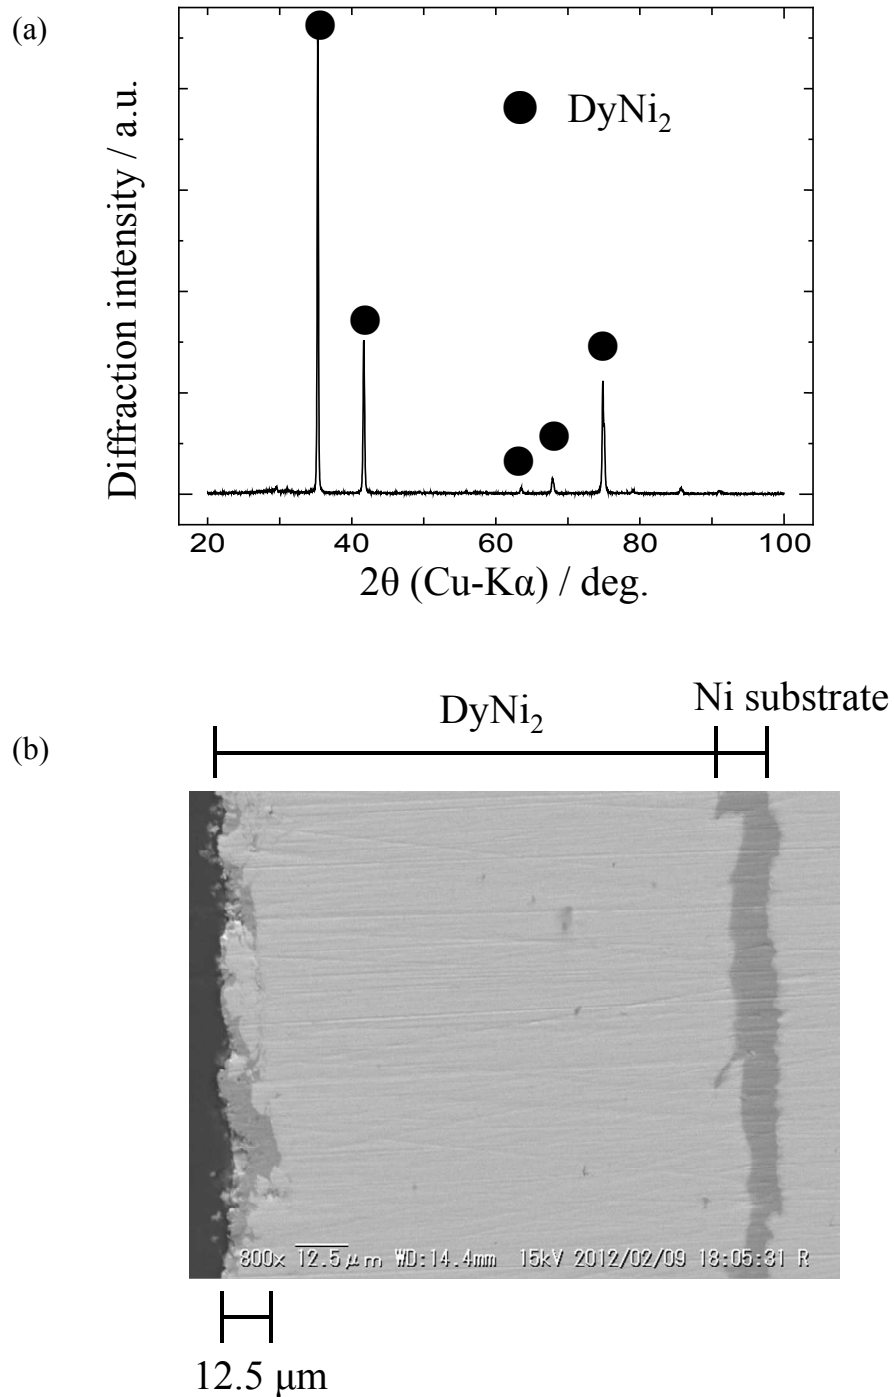 (a)
Diffraction intensity / a.u.
DyNi₂
20 40 60 80 100
2θ (Cu-Kα) / deg.
(b)
DyNi₂
Ni substrate
800x 12.5μm WD:14.4mm 15kV 2012/02/09 18:05:31 R
12.5 μm